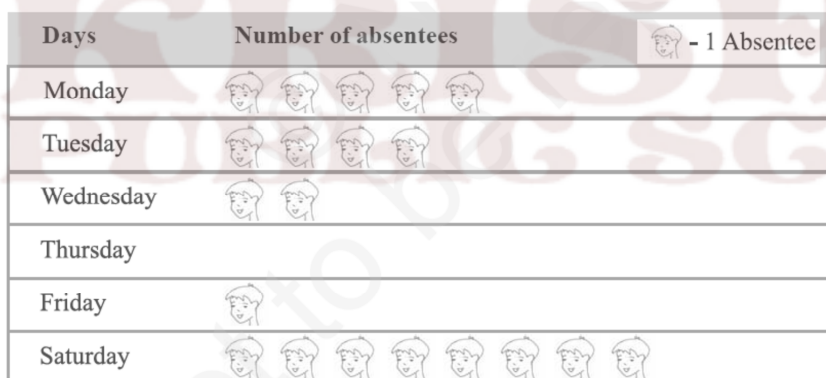 Days Number of absentees - 1 Absentee
Monday
Tuesday
Wednesday
Thursday
Friday
Saturday